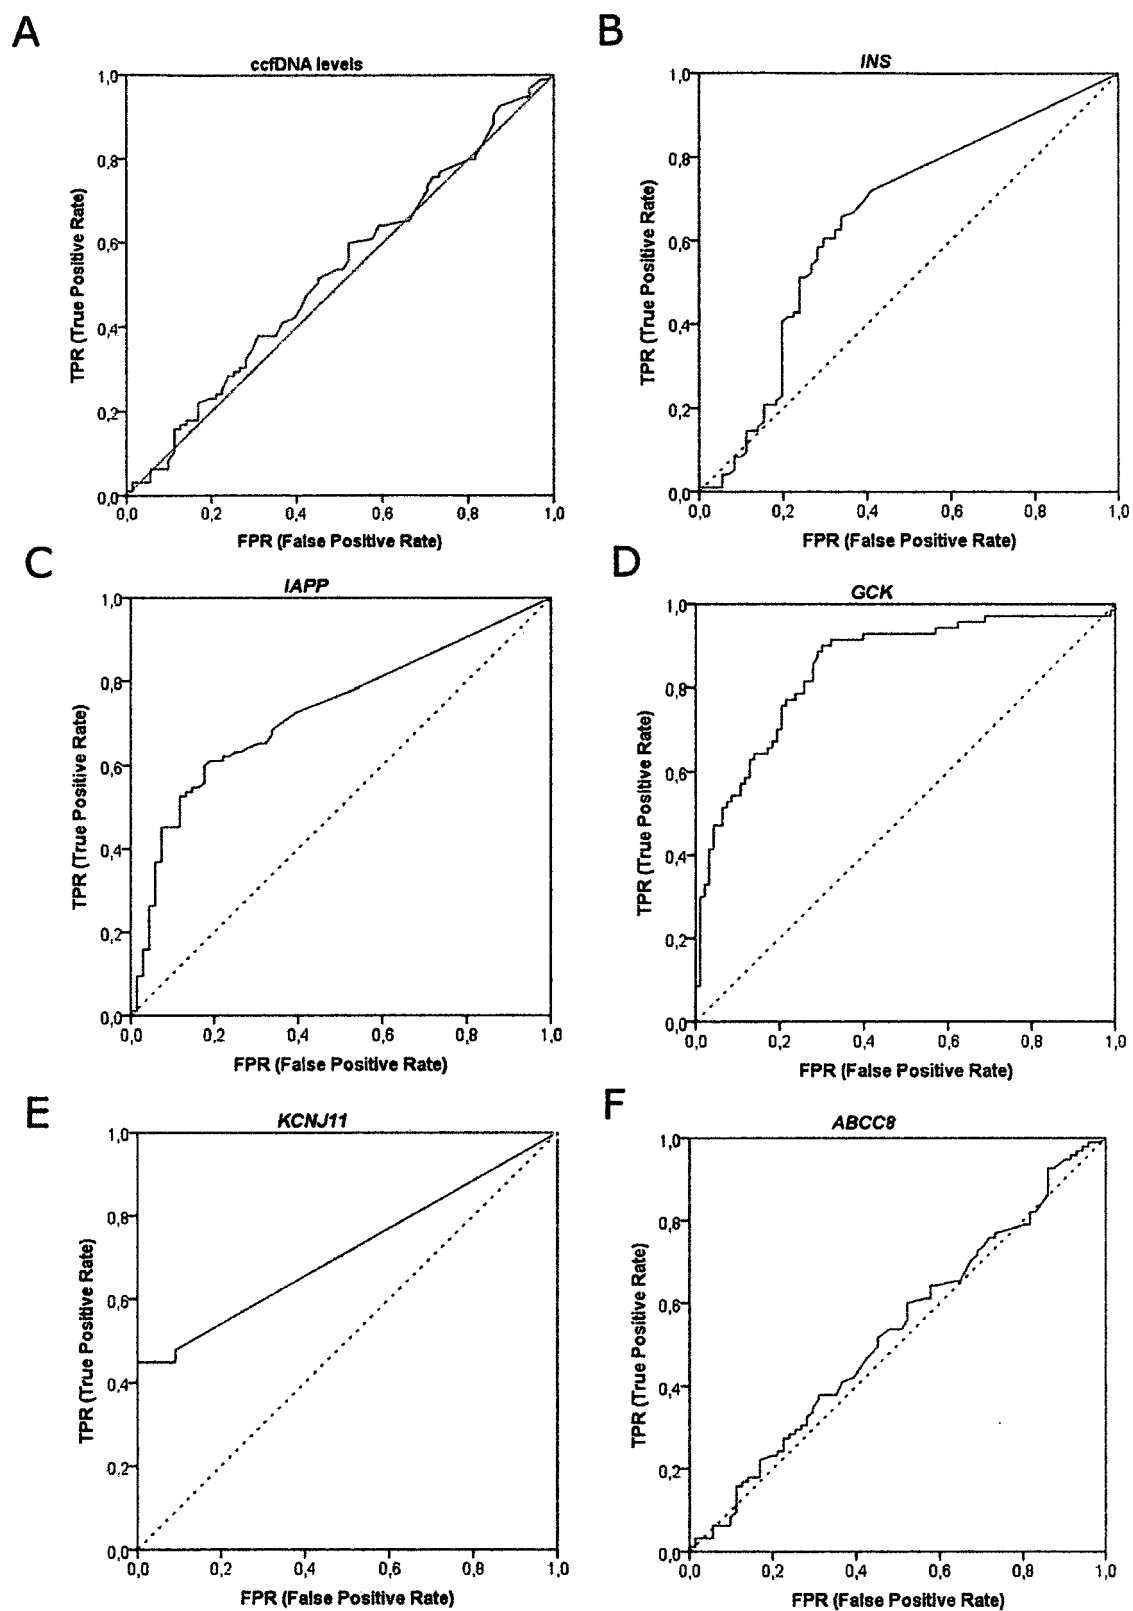 A
ccfDNA levels
TPR (True Positive Rate)
1,0
0,8
0,6
0,4
0,2
0,0
0,0 0,2 0,4 0,6 0,8 1,0
FPR (False Positive Rate)
B
INS
TPR (True Positive Rate)
1,0
0,8
0,6
0,4
0,2
0,0
0,0 0,2 0,4 0,6 0,8 1,0
FPR (False Positive Rate)
C
IAPP
TPR (True Positive Rate)
1,0
0,8
0,6
0,4
0,2
0,0
0,0 0,2 0,4 0,6 0,8 1,0
FPR (False Positive Rate)
D
GCK
TPR (True Positive Rate)
1,0
0,8
0,6
0,4
0,2
0,0
0,0 0,2 0,4 0,6 0,8 1,0
FPR (False Positive Rate)
E
KCNJ11
TPR (True Positive Rate)
1,0
0,8
0,6
0,4
0,2
0,0
0,0 0,2 0,4 0,6 0,8 1,0
FPR (False Positive Rate)
F
ABCC8
TPR (True Positive Rate)
1,0
0,8
0,6
0,4
0,2
0,0
0,0 0,2 0,4 0,6 0,8 1,0
FPR (False Positive Rate)